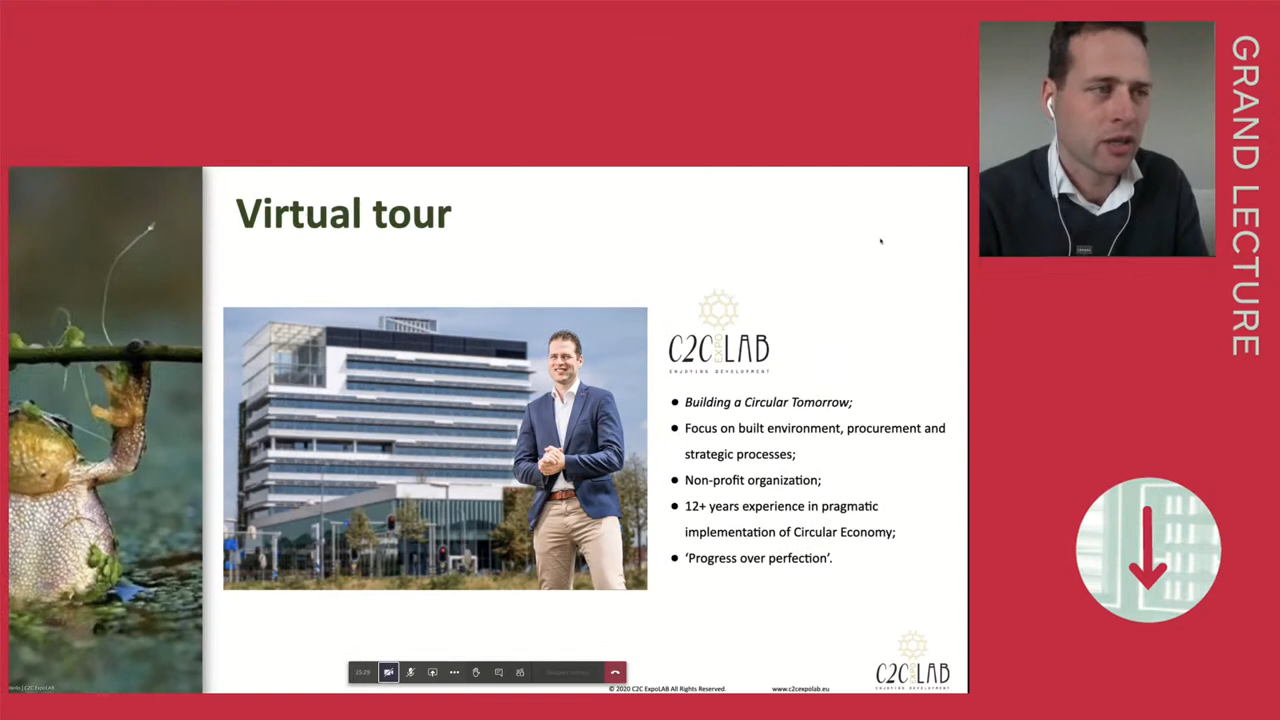 GRAND LECTURE
Virtual tour
C2C EXPO LAB
ENJOYING DEVELOPMENT
● Building a Circular Tomorrow;
● Focus on built environment, procurement and
strategic processes;
● Non-profit organization;
● 12+ years experience in pragmatic
implementation of Circular Economy;
● ‘Progress over perfection’.
C2C EXPO LAB
ENJOYING DEVELOPMENT
© 2020 C2C ExpoLAB All Rights Reserved.
www.c2cexpolab.eu